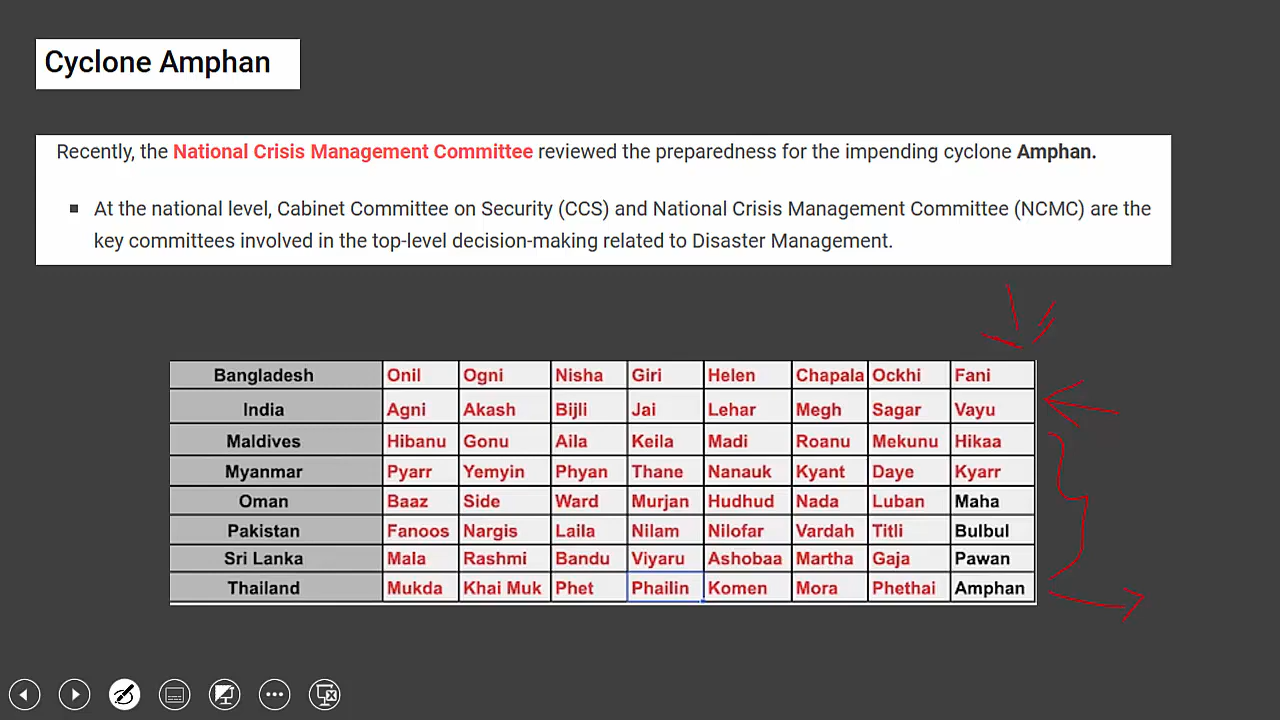 Cyclone Amphan
Recently, the National Crisis Management Committee reviewed the preparedness for the impending cyclone Amphan.
At the national level, Cabinet Committee on Security (CCS) and National Crisis Management Committee (NCMC) are the
key committees involved in the top-level decision-making related to Disaster Management.
Bangladesh Onil Ogni Nisha Giri Helen Chapala Ockhi Fani
India Agni Akash Bijli Jai Lehar Megh Sagar Vayu
Maldives Hibanu Gonu Aila Keila Madi Roanu Mekunu Hikaa
Myanmar Pyarr Yemyin Phyan Thane Nanauk Kyant Daye Kyarr
Oman Baaz Side Ward Murjan Hudhud Nada Luban Maha
Pakistan Fanoos Nargis Laila Nilam Nilofar Vardah Titli Bulbul
Sri Lanka Mala Rashmi Bandu Viyaru Ashobaa Martha Gaja Pawan
Thailand Mukda Khai Muk Phet Phailin Komen Mora Phethai Amphan